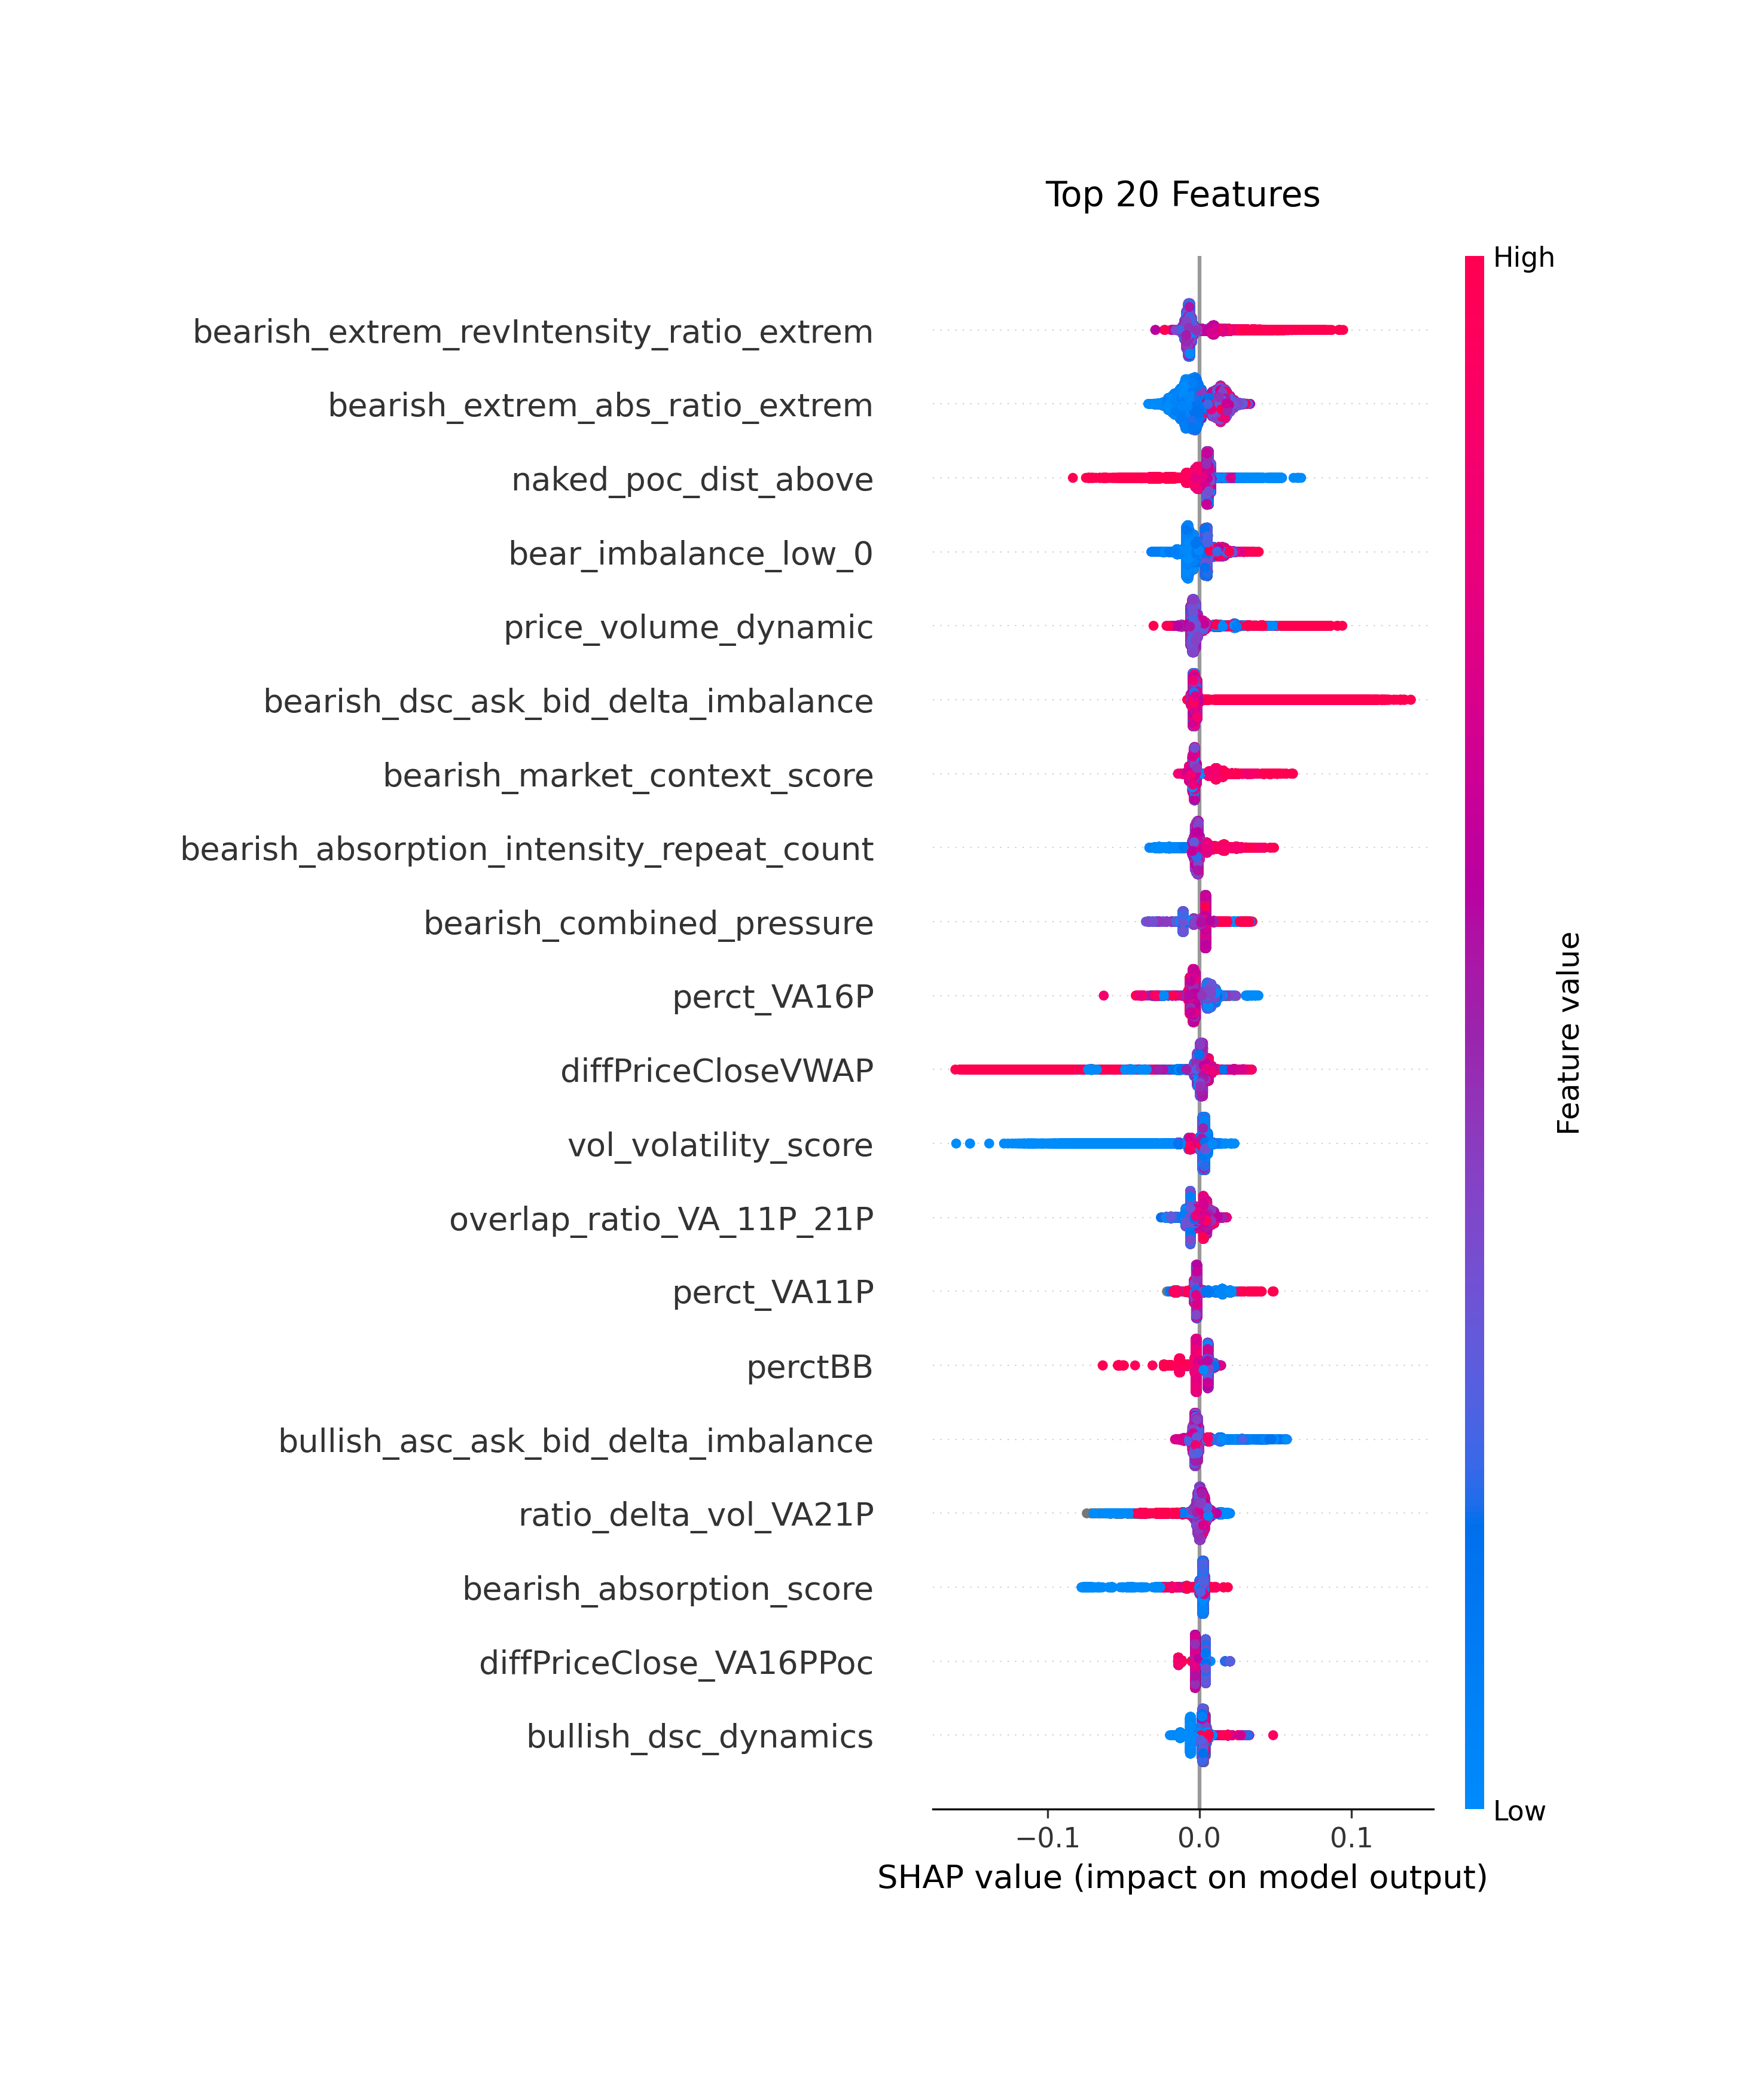 Top 20 Features
High
bearish_extrem_revIntensity_ratio_extrem
bearish_extrem_abs_ratio_extrem
naked_poc_dist_above
bear_imbalance_low_0
price_volume_dynamic
bearish_dsc_ask_bid_delta_imbalance
bearish_market_context_score
bearish_absorption_intensity_repeat_count
bearish_combined_pressure
perct_VA16P
diffPriceCloseVWAP
vol_volatility_score
overlap_ratio_VA_11P_21P
perct_VA11P
perctBB
bullish_asc_ask_bid_delta_imbalance
ratio_delta_vol_VA21P
bearish_absorption_score
diffPriceClose_VA16PPoc
bullish_dsc_dynamics
Feature value
Low
−0.1 0.0 0.1
SHAP value (impact on model output)